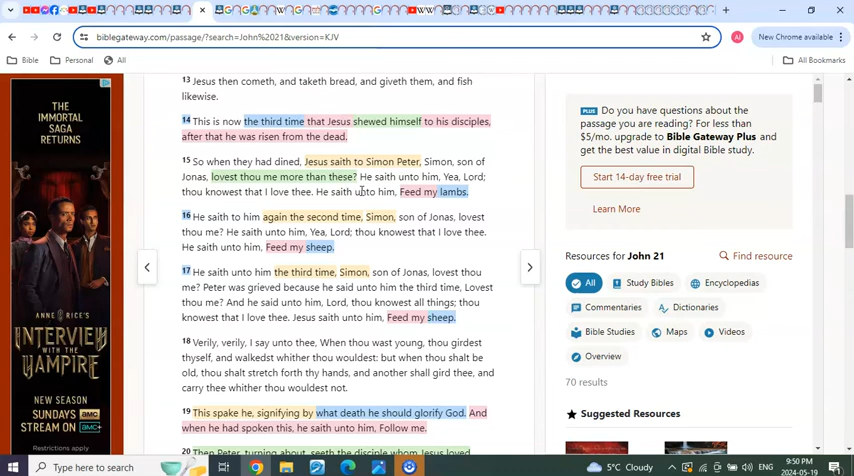 biblegateway.com/passage/?search=John%2021&version=KJV
New Chrome available
Bible
Personal
All
All Bookmarks
THE
IMMORTAL
SAGA
RETURNS
ANNE RICE'S
INTERVIEW
WITH THE
VAMPIRE
NEW SEASON
SUNDAYS amc
STREAM ON amc+
Restrictions apply
13 Jesus then cometh, and taketh bread, and giveth them, and fish
likewise.
14 This is now the third time that Jesus shewed himself to his disciples,
after that he was risen from the dead.
15 So when they had dined, Jesus saith to Simon Peter, Simon, son of
Jonas, lovest thou me more than these? He saith unto him, Yea, Lord;
thou knowest that I love thee. He saith unto him, Feed my lambs.
16 He saith to him again the second time, Simon, son of Jonas, lovest
thou me? He saith unto him, Yea, Lord; thou knowest that I love thee.
He saith unto him, Feed my sheep.
17 He saith unto him the third time, Simon, son of Jonas, lovest thou
me? Peter was grieved because he said unto him the third time, Lovest
thou me? And he said unto him, Lord, thou knowest all things; thou
knowest that I love thee. Jesus saith unto him, Feed my sheep.
18 Verily, verily, I say unto thee, When thou wast young, thou girdest
thyself, and walkedst whither thou wouldest: but when thou shalt be
old, thou shalt stretch forth thy hands, and another shall gird thee, and
carry thee whither thou wouldest not.
19 This spake he, signifying by what death he should glorify God. And
when he had spoken this, he saith unto him, Follow me.
20 Then Peter, turning about, seeth the disciple whom Jesus loved
PLUS Do you have questions about the
passage you are reading? For less than
$5/mo. upgrade to Bible Gateway Plus and
get the best value in digital Bible study.
Start 14-day free trial
Learn More
Resources for John 21
Find resource
All
Study Bibles
Encyclopedias
Commentaries
Dictionaries
Bible Studies
Maps
Videos
Overview
70 results
Suggested Resources
Type here to search
5°C Cloudy
ENG
9:50 PM
2024-05-19